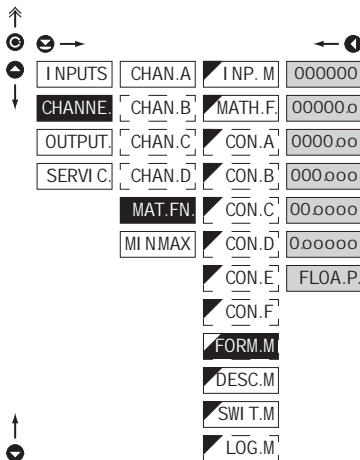 INPUTS CHAN.A INP. M 000000
CHANNE. CHAN.B MATH.F. 00000.0
OUTPUT. CHAN.C CON.A 0000.00
SERVIC. CHAN.D CON.B 000.000
MAT.FN. CON.C 00.0000
MINMAX CON.D 0.00000
CON.E FLOA.P.
CON.F
FORM.M
DESC.M
SWIT.M
LOG.M